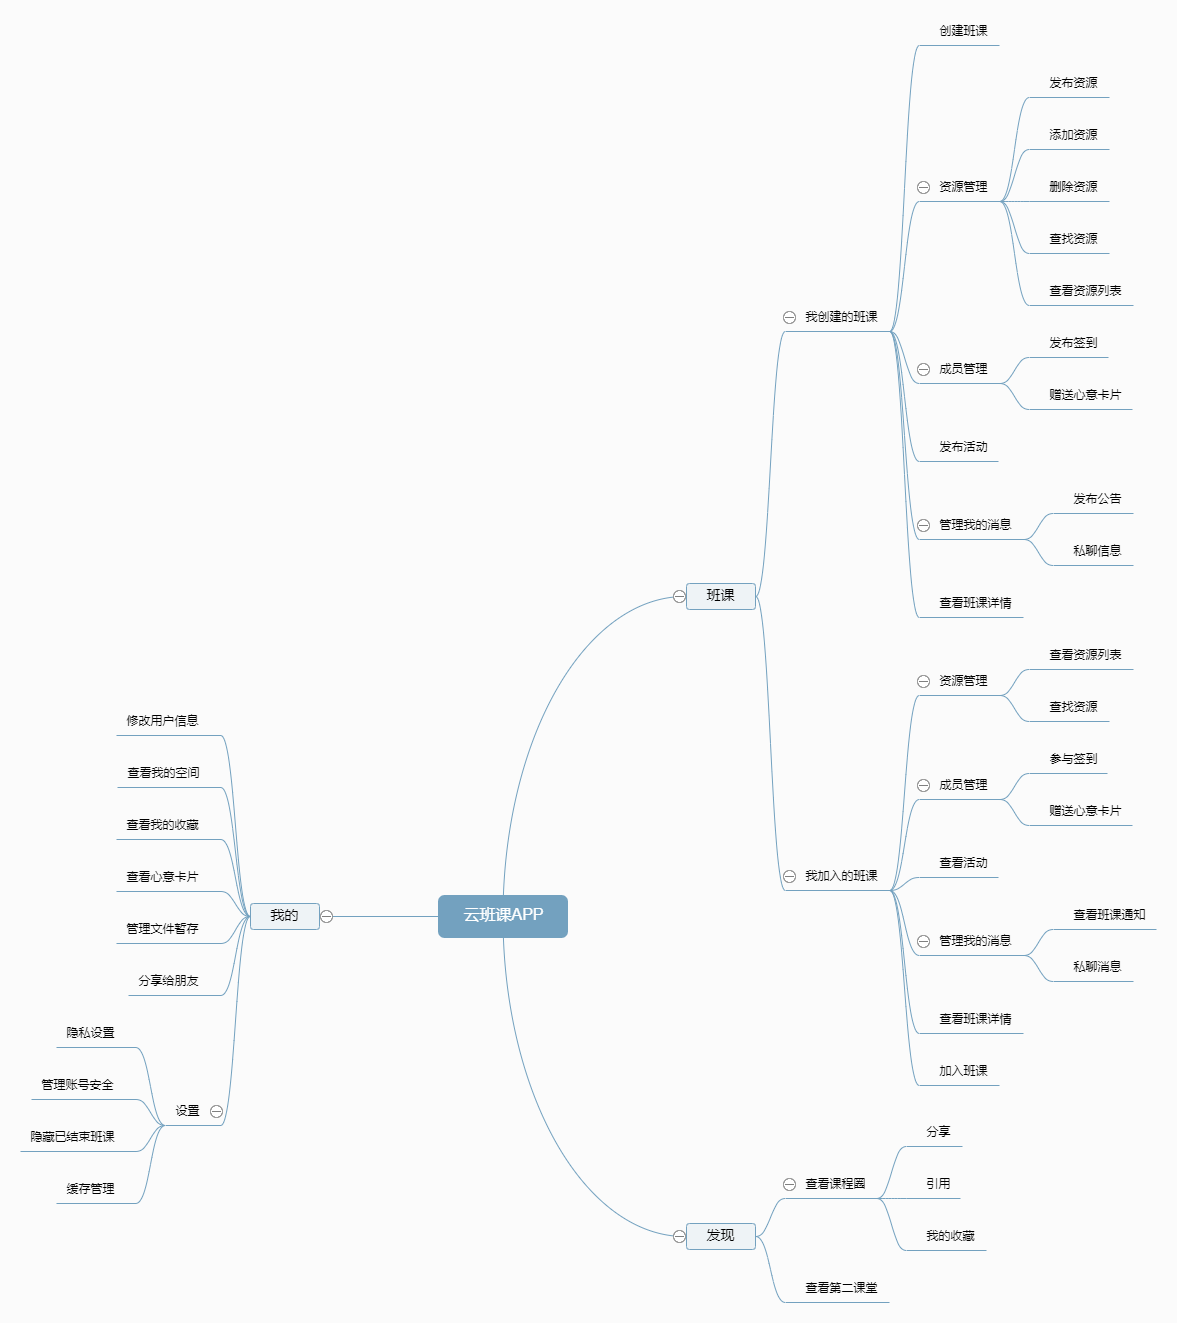 云班课APP
班课
我创建的班课
创建班课
资源管理
发布资源
添加资源
删除资源
查找资源
查看资源列表
成员管理
发布签到
赠送心意卡片
发布活动
管理我的消息
发布公告
私聊信息
查看班课详情
我加入的班课
资源管理
查看资源列表
查找资源
成员管理
参与签到
赠送心意卡片
查看活动
管理我的消息
查看班课通知
私聊消息
查看班课详情
加入班课
发现
查看课程圈
分享
引用
我的收藏
查看第二课堂
我的
修改用户信息
查看我的空间
查看我的收藏
查看心意卡片
管理文件暂存
分享给朋友
设置
隐私设置
管理账号安全
隐藏已结束班课
缓存管理